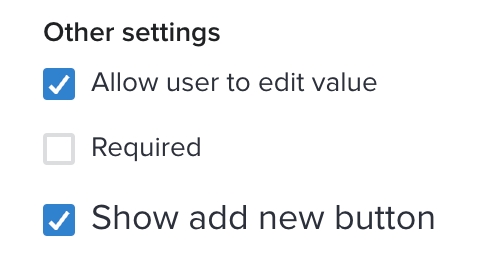 Other settings
Allow user to edit value
Required
Show add new button